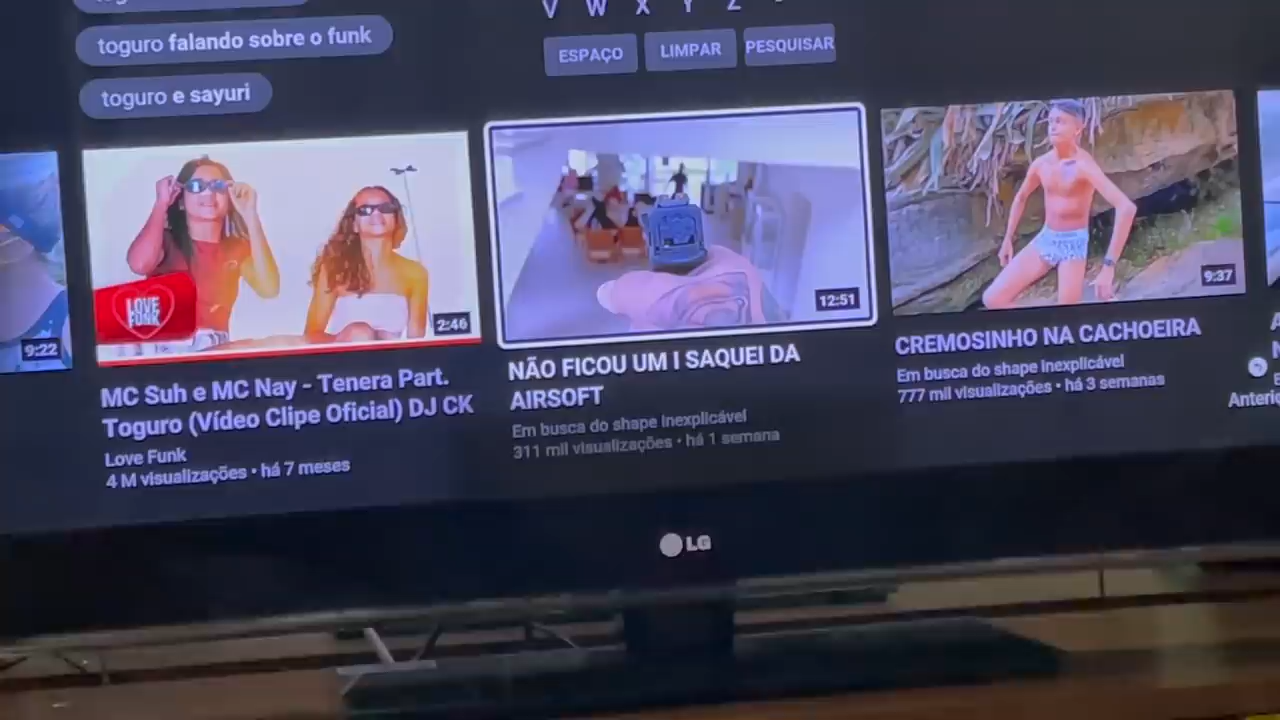 V W X Y Z
toguro falando sobre o funk
ESPAÇO LIMPAR PESQUISAR
toguro e sayuri
9:22
LOVE FUNK
2:46
12:51
9:37
MC Suh e MC Nay - Tenera Part.
Toguro (Vídeo Clipe Oficial) DJ CK
Love Funk
4 M visualizações • há 7 meses
NÃO FICOU UM I SAQUEI DA
AIRSOFT
Em busca do shape inexplicável
311 mil visualizações • há 1 semana
CREMOSINHO NA CACHOEIRA
Em busca do shape inexplicável
777 mil visualizações • há 3 semanas
LG